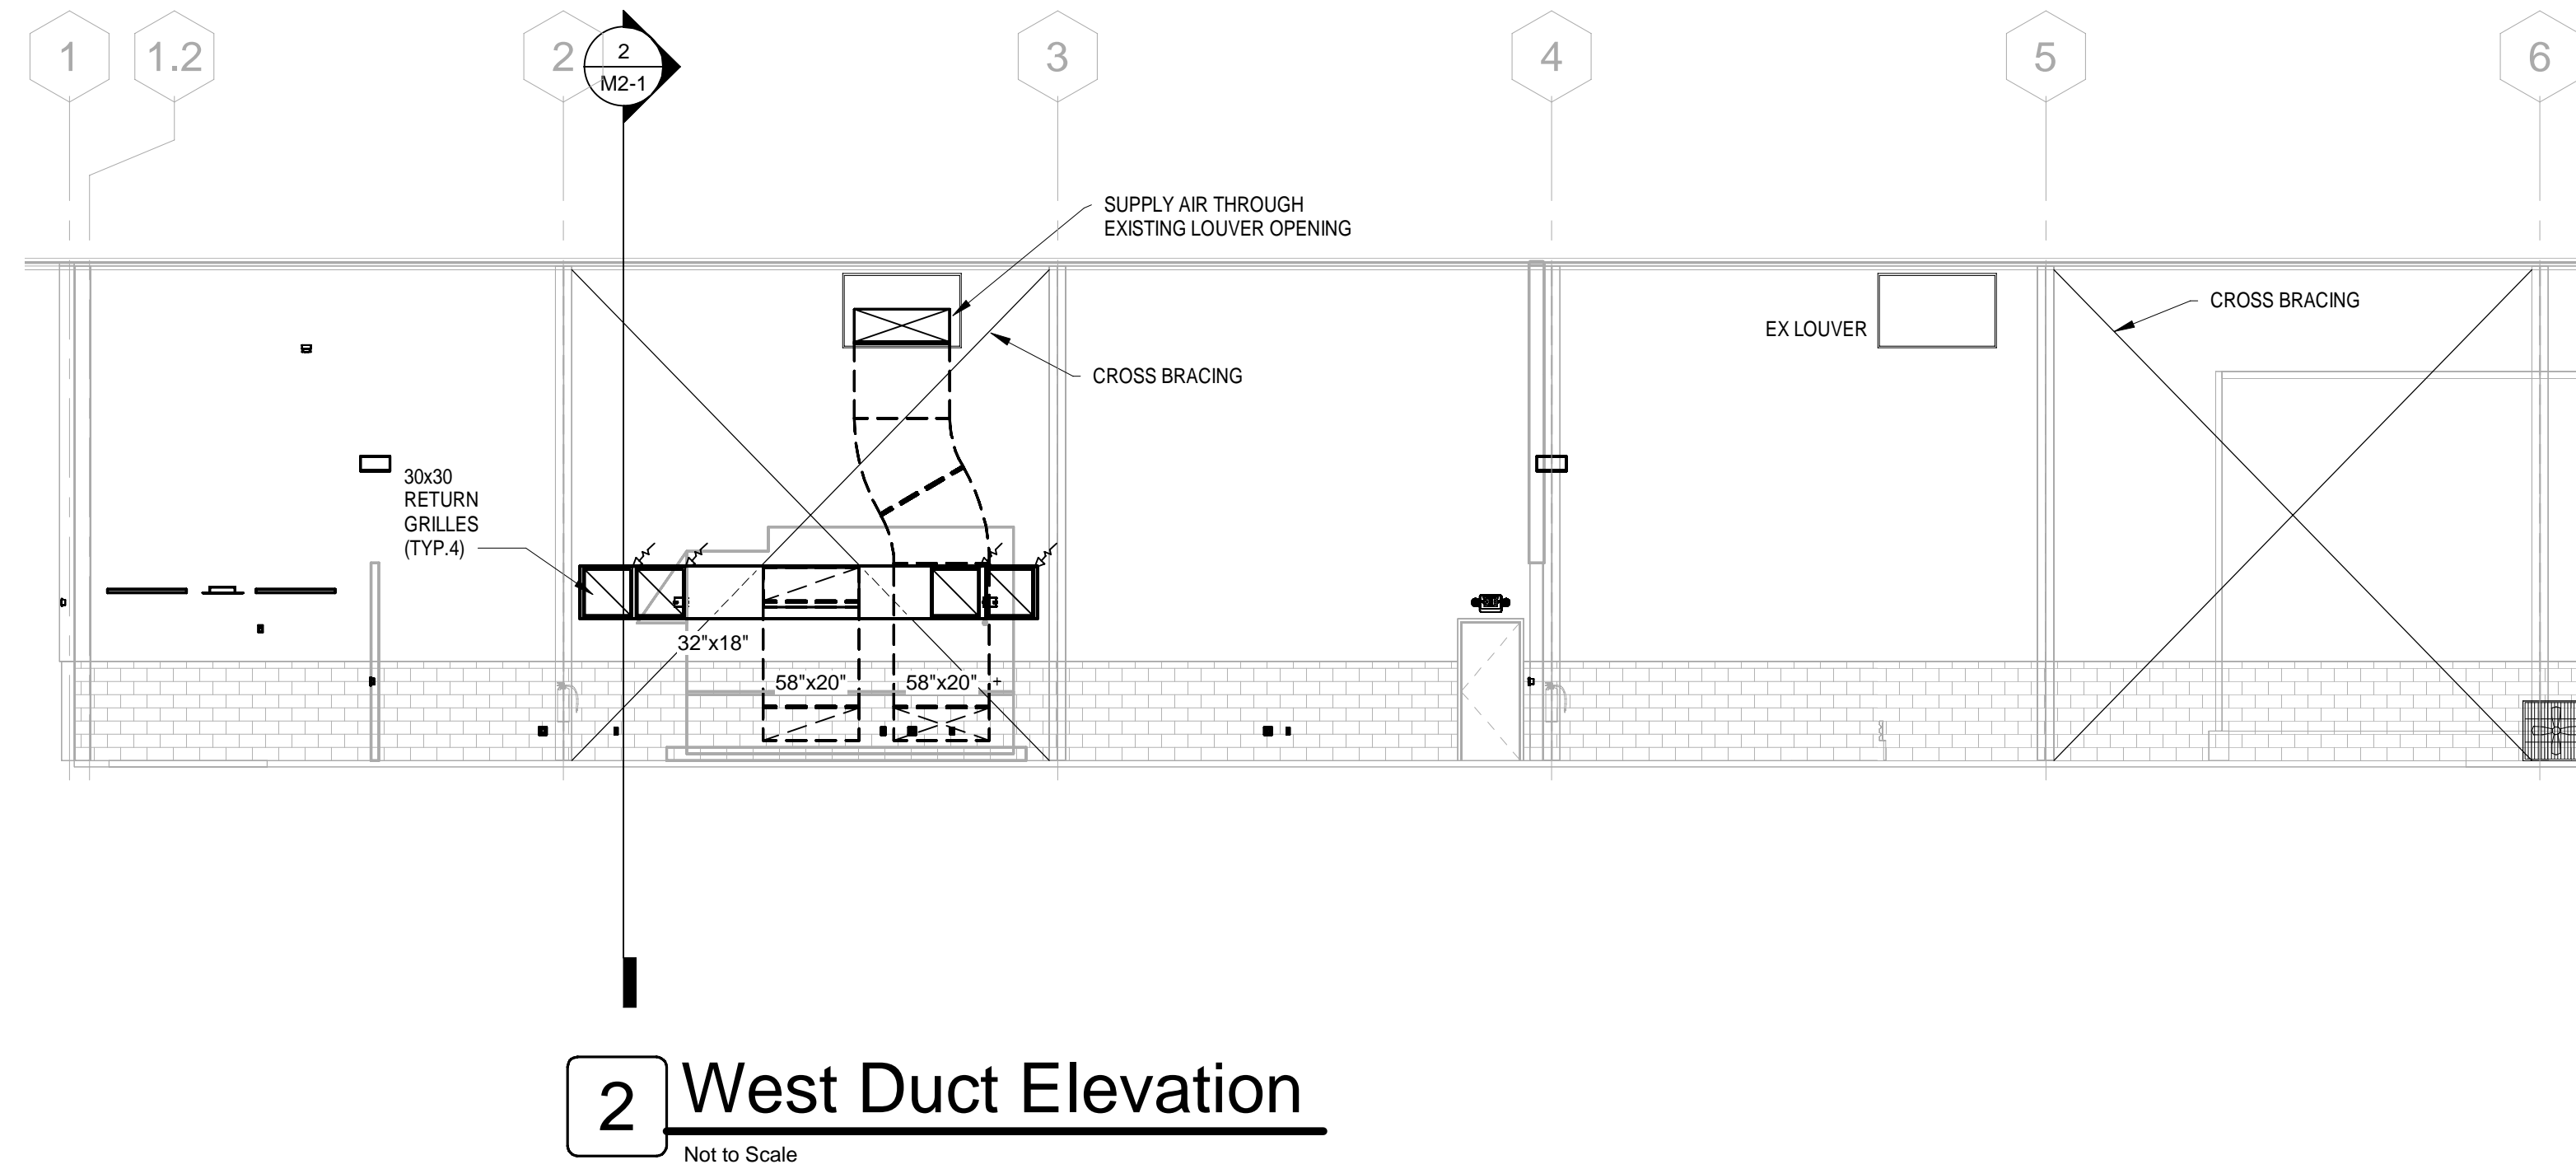 1
1.2
2
2
M2-1
3
4
5
6
SUPPLY AIR THROUGH
EXISTING LOUVER OPENING
CROSS BRACING
EX LOUVER
CROSS BRACING
30x30
RETURN
GRILLES
(TYP.4)
32"x18"
58"x20"
58"x20"
2
West Duct Elevation
Not to Scale